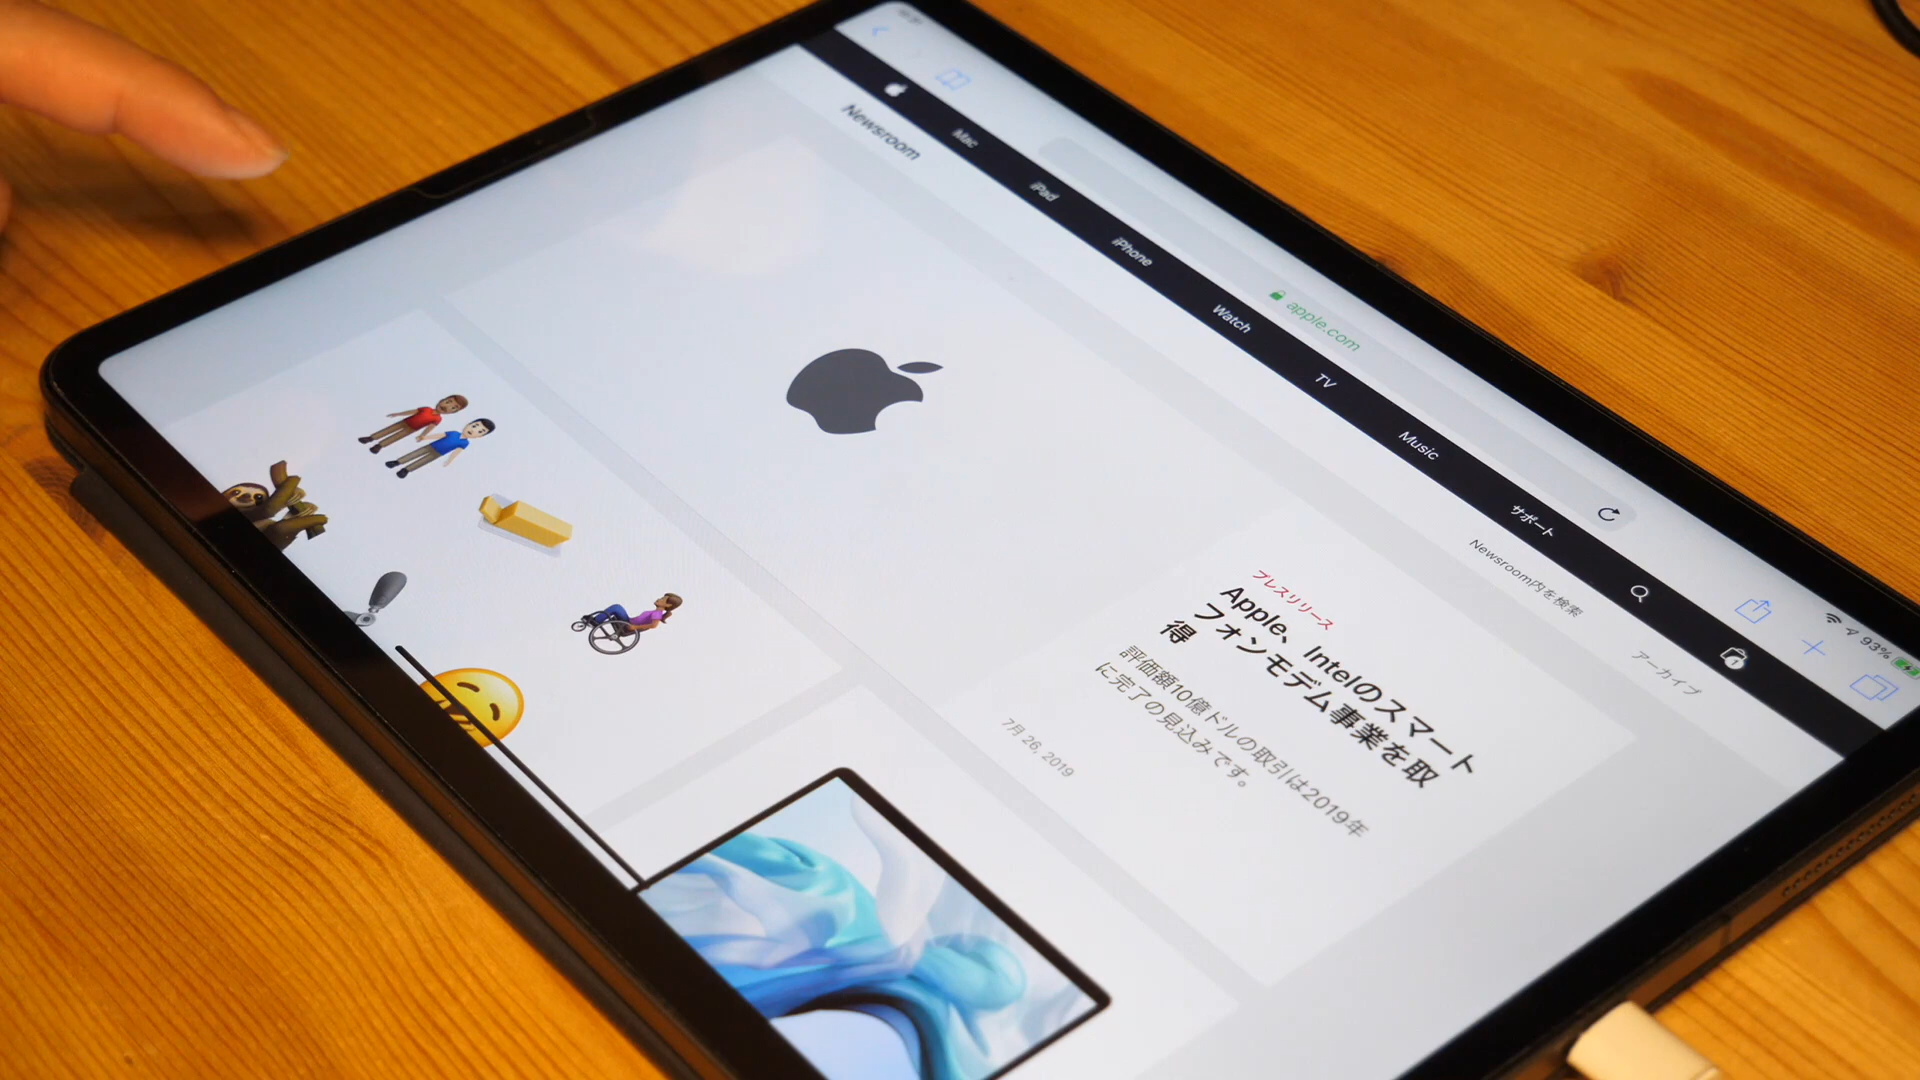 93%
apple.com
Mac
iPad
iPhone
Watch
TV
Music
サポート
1
Newsroom
Newsroom内を検索
アーカイブ
プレスリリース
Apple、Intelのスマート
フォンモデム事業を取
得
評価額10億ドルの取引は2019年
に完了の見込みです。
7月 26, 2019